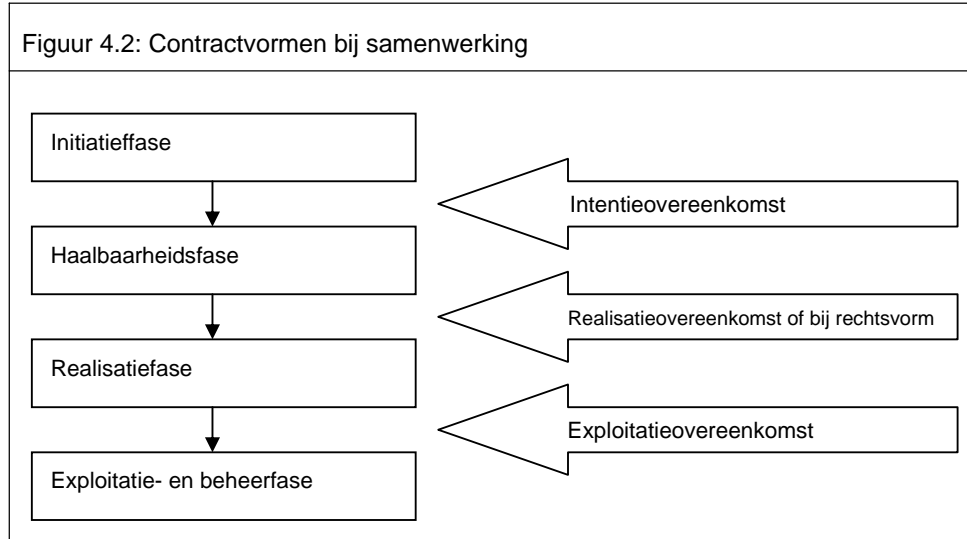 Figuur 4.2: Contractvormen bij samenwerking
Initiatieffase
Intentieovereenkomst
Haalbaarheidsfase
Realisatieovereenkomst of bij rechtsvorm
Realisatiefase
Exploitatieovereenkomst
Exploitatie- en beheerfase